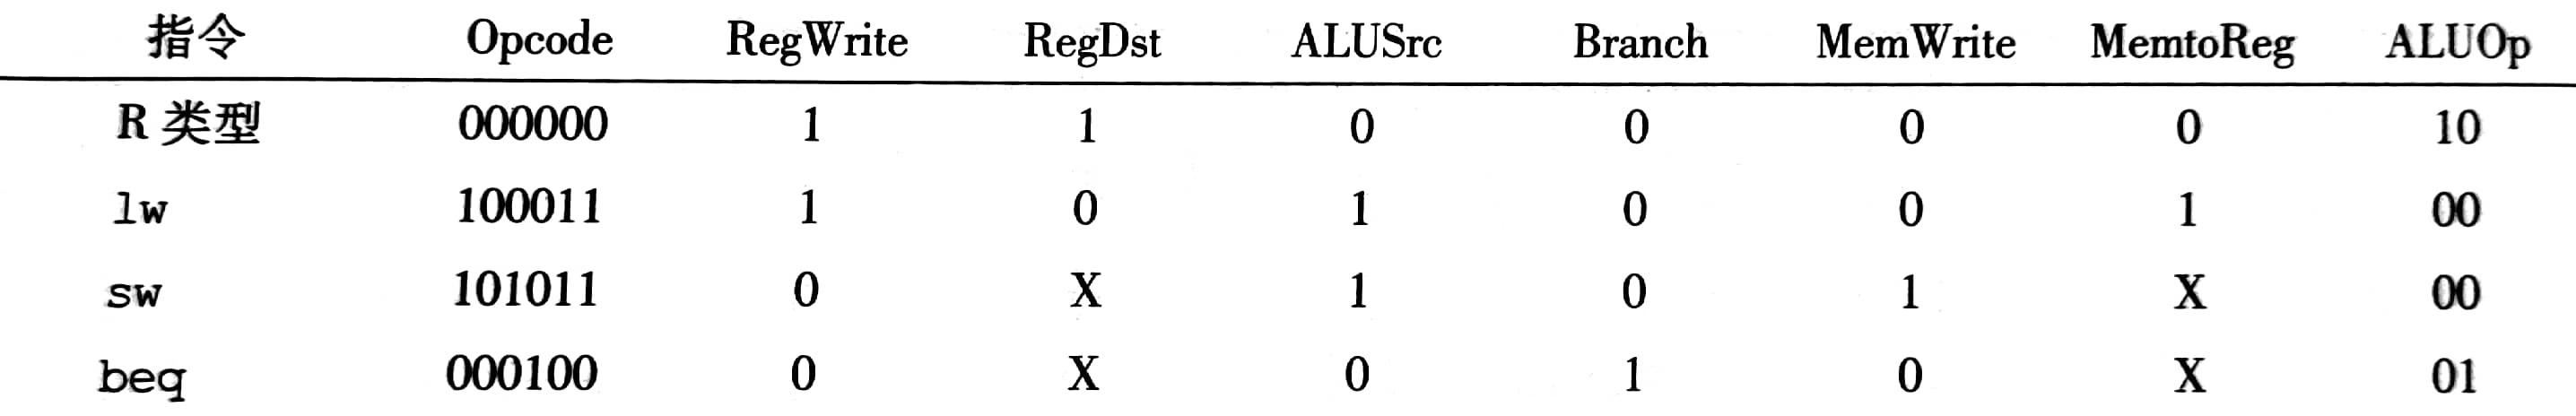 指令 Opcode RegWrite RegDst ALUSrc Branch MemWrite MemtoReg ALUOp
R 类型 000000 1 1 0 0 0 0 10
lw 100011 1 0 1 0 0 1 00
sw 101011 0 X 1 0 1 X 00
beq 000100 0 X 0 1 0 X 01